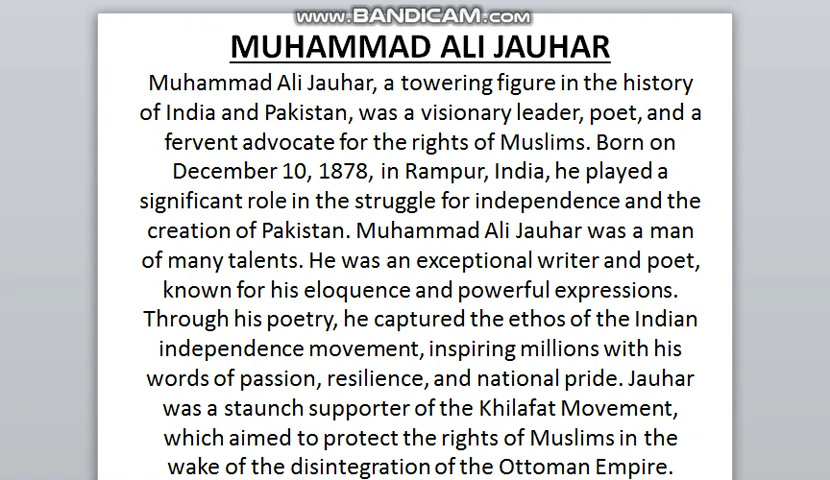 www.BANDICAM.com
MUHAMMAD ALI JAUHAR
Muhammad Ali Jauhar, a towering figure in the history
of India and Pakistan, was a visionary leader, poet, and a
fervent advocate for the rights of Muslims. Born on
December 10, 1878, in Rampur, India, he played a
significant role in the struggle for independence and the
creation of Pakistan. Muhammad Ali Jauhar was a man
of many talents. He was an exceptional writer and poet,
known for his eloquence and powerful expressions.
Through his poetry, he captured the ethos of the Indian
independence movement, inspiring millions with his
words of passion, resilience, and national pride. Jauhar
was a staunch supporter of the Khilafat Movement,
which aimed to protect the rights of Muslims in the
wake of the disintegration of the Ottoman Empire.